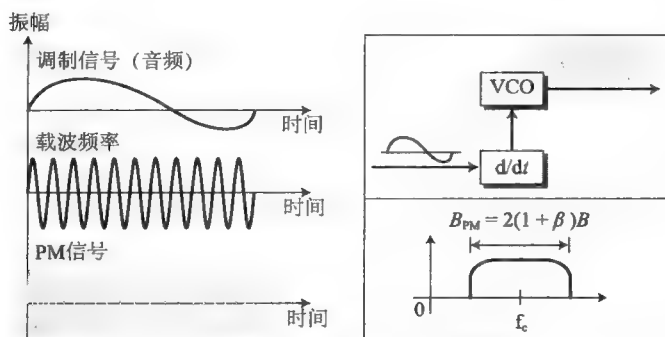 振幅
调制信号（音频）
时间
载波频率
时间
PM信号
时间
VCO
d/dt
B_PM = 2(1 + β)B
0
f_c